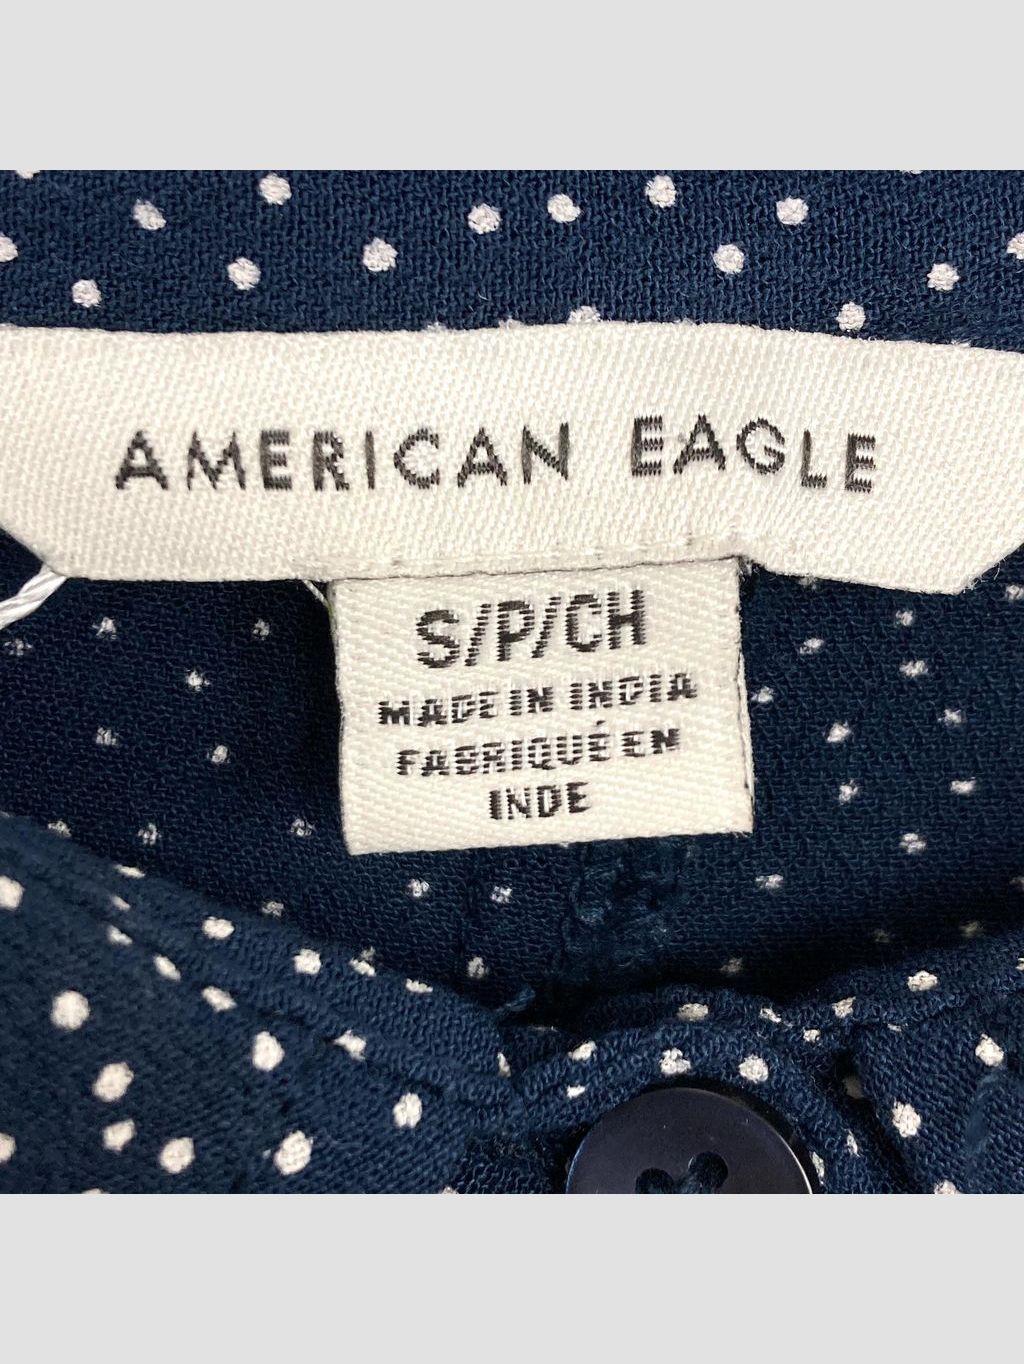 AMERICAN EAGLE
S/P/CH
MADE IN INDIA
FABRIQUÉ EN
INDE